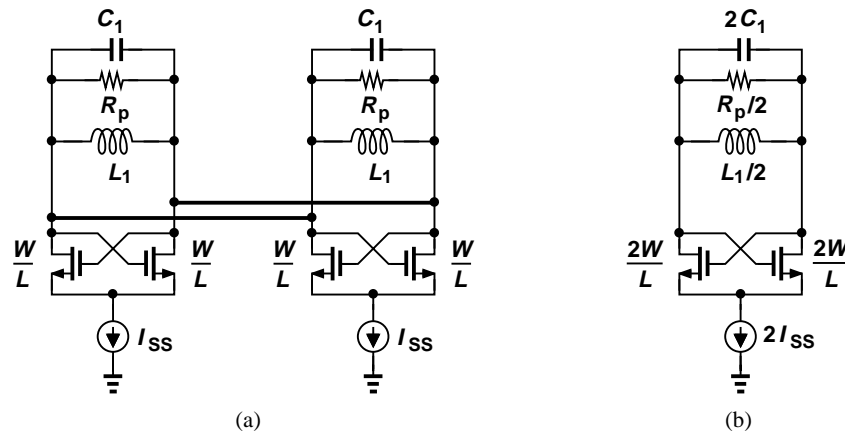 C1 C1 2C1
Rp Rp Rp/2
L1 L1 L1/2
W/L W/L W/L W/L 2W/L 2W/L
ISS ISS 2ISS
(a) (b)